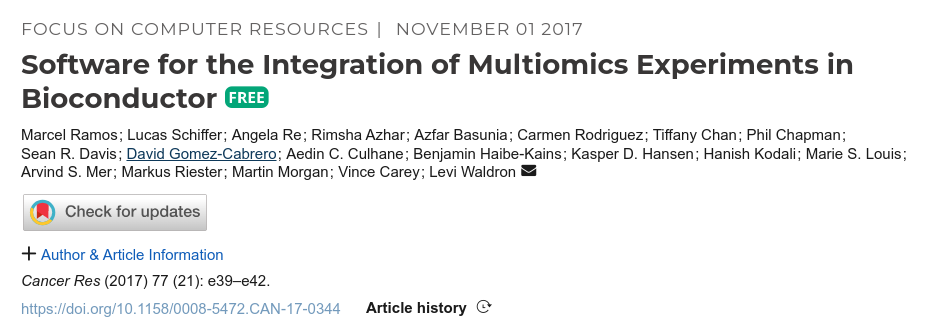 FOCUS ON COMPUTER RESOURCES | NOVEMBER 01 2017
Software for the Integration of Multiomics Experiments in
Bioconductor FREE
Marcel Ramos; Lucas Schiffer; Angela Re; Rimsha Azhar; Azfar Basunia; Carmen Rodriguez; Tiffany Chan; Phil Chapman;
Sean R. Davis; David Gomez-Cabrero; Aedin C. Culhane; Benjamin Haibe-Kains; Kasper D. Hansen; Hanish Kodali; Marie S. Louis;
Arvind S. Mer; Markus Riester; Martin Morgan; Vince Carey; Levi Waldron
Check for updates
+ Author & Article Information
Cancer Res (2017) 77 (21): e39–e42.
https://doi.org/10.1158/0008-5472.CAN-17-0344 Article history